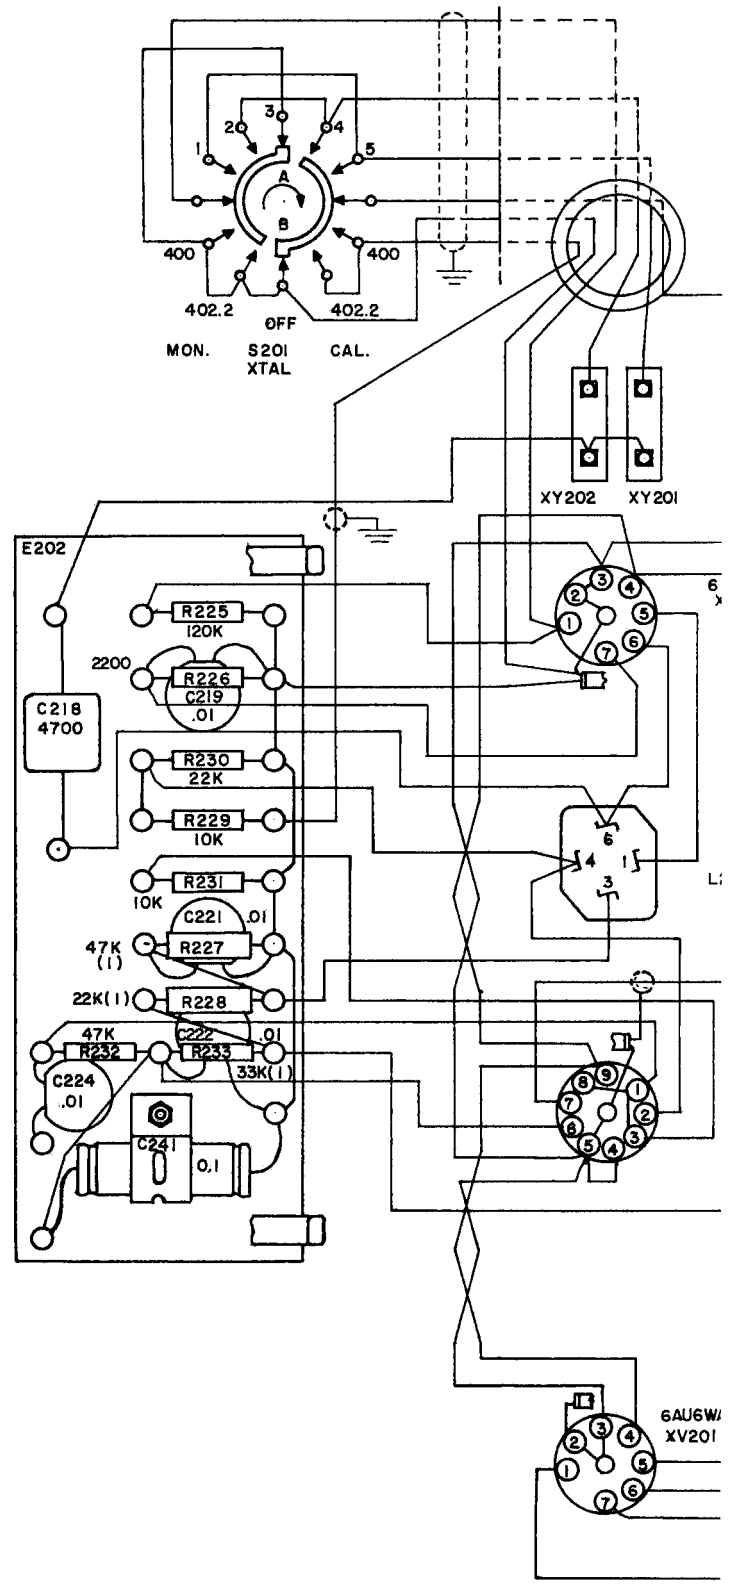 3
2
4
1
5
A
B
400
400
402.2
OFF
402.2
MON.
S201
XTAL
CAL.
XY202
XY201
E202
R225
120K
2200
R226
C219
.01
C218
4700
R230
22K
R229
10K
R231
10K
C221
.01
47K
(1)
R227
22K(1)
R228
47K
C222
.01
R232
R233
33K(1)
C224
.01
C241
0.1
3
4
2
5
1
6
7
6
6
4
1
3
9
8
1
7
2
6
3
5
4
6AU6WA
XV201
3
2
4
1
5
6
7